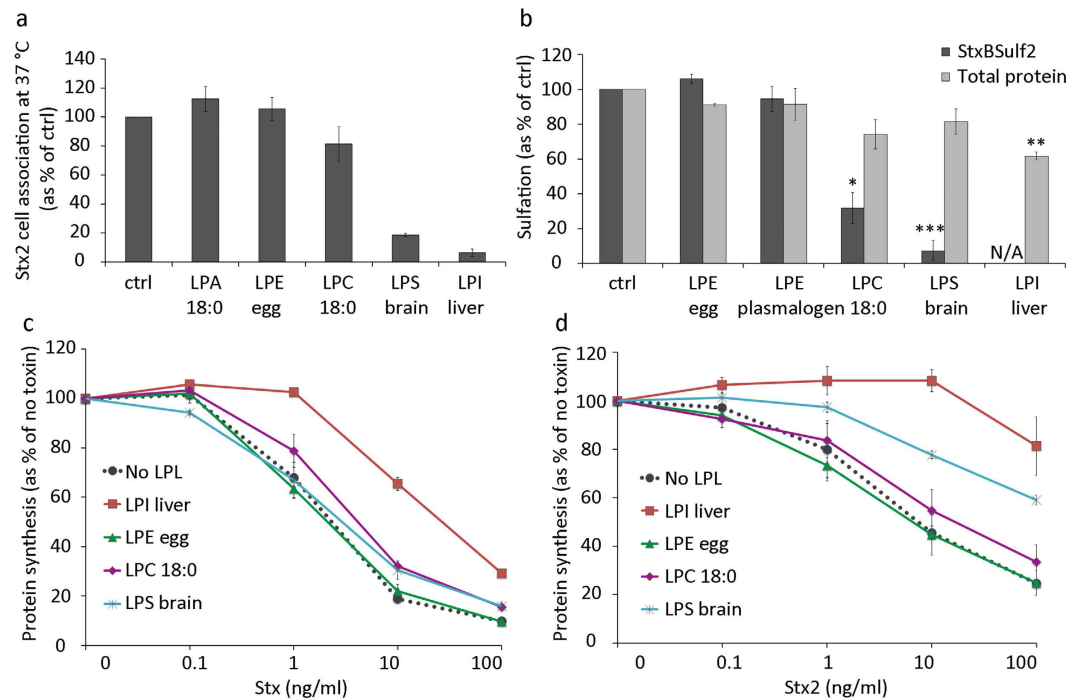 a
Stx2 cell association at 37 °C
(as % of ctrl)
140
120
100
80
60
40
20
0
ctrl LPA LPE LPC LPS LPI
18:0 egg 18:0 brain liver
b
Sulfation (as % of ctrl)
120
100
80
60
40
20
0
StxBSulf2
Total protein
*
***
**
N/A
ctrl LPE LPE LPC LPS LPI
egg plasmalogen 18:0 brain liver
c
Protein synthesis (as % of no toxin)
120
100
80
60
40
20
0
No LPL
LPI liver
LPE egg
LPC 18:0
LPS brain
0 0.1 1 10 100
Stx (ng/ml)
d
Protein synthesis (as % of no toxin)
120
100
80
60
40
20
0
No LPL
LPI liver
LPE egg
LPC 18:0
LPS brain
0 0.1 1 10 100
Stx2 (ng/ml)